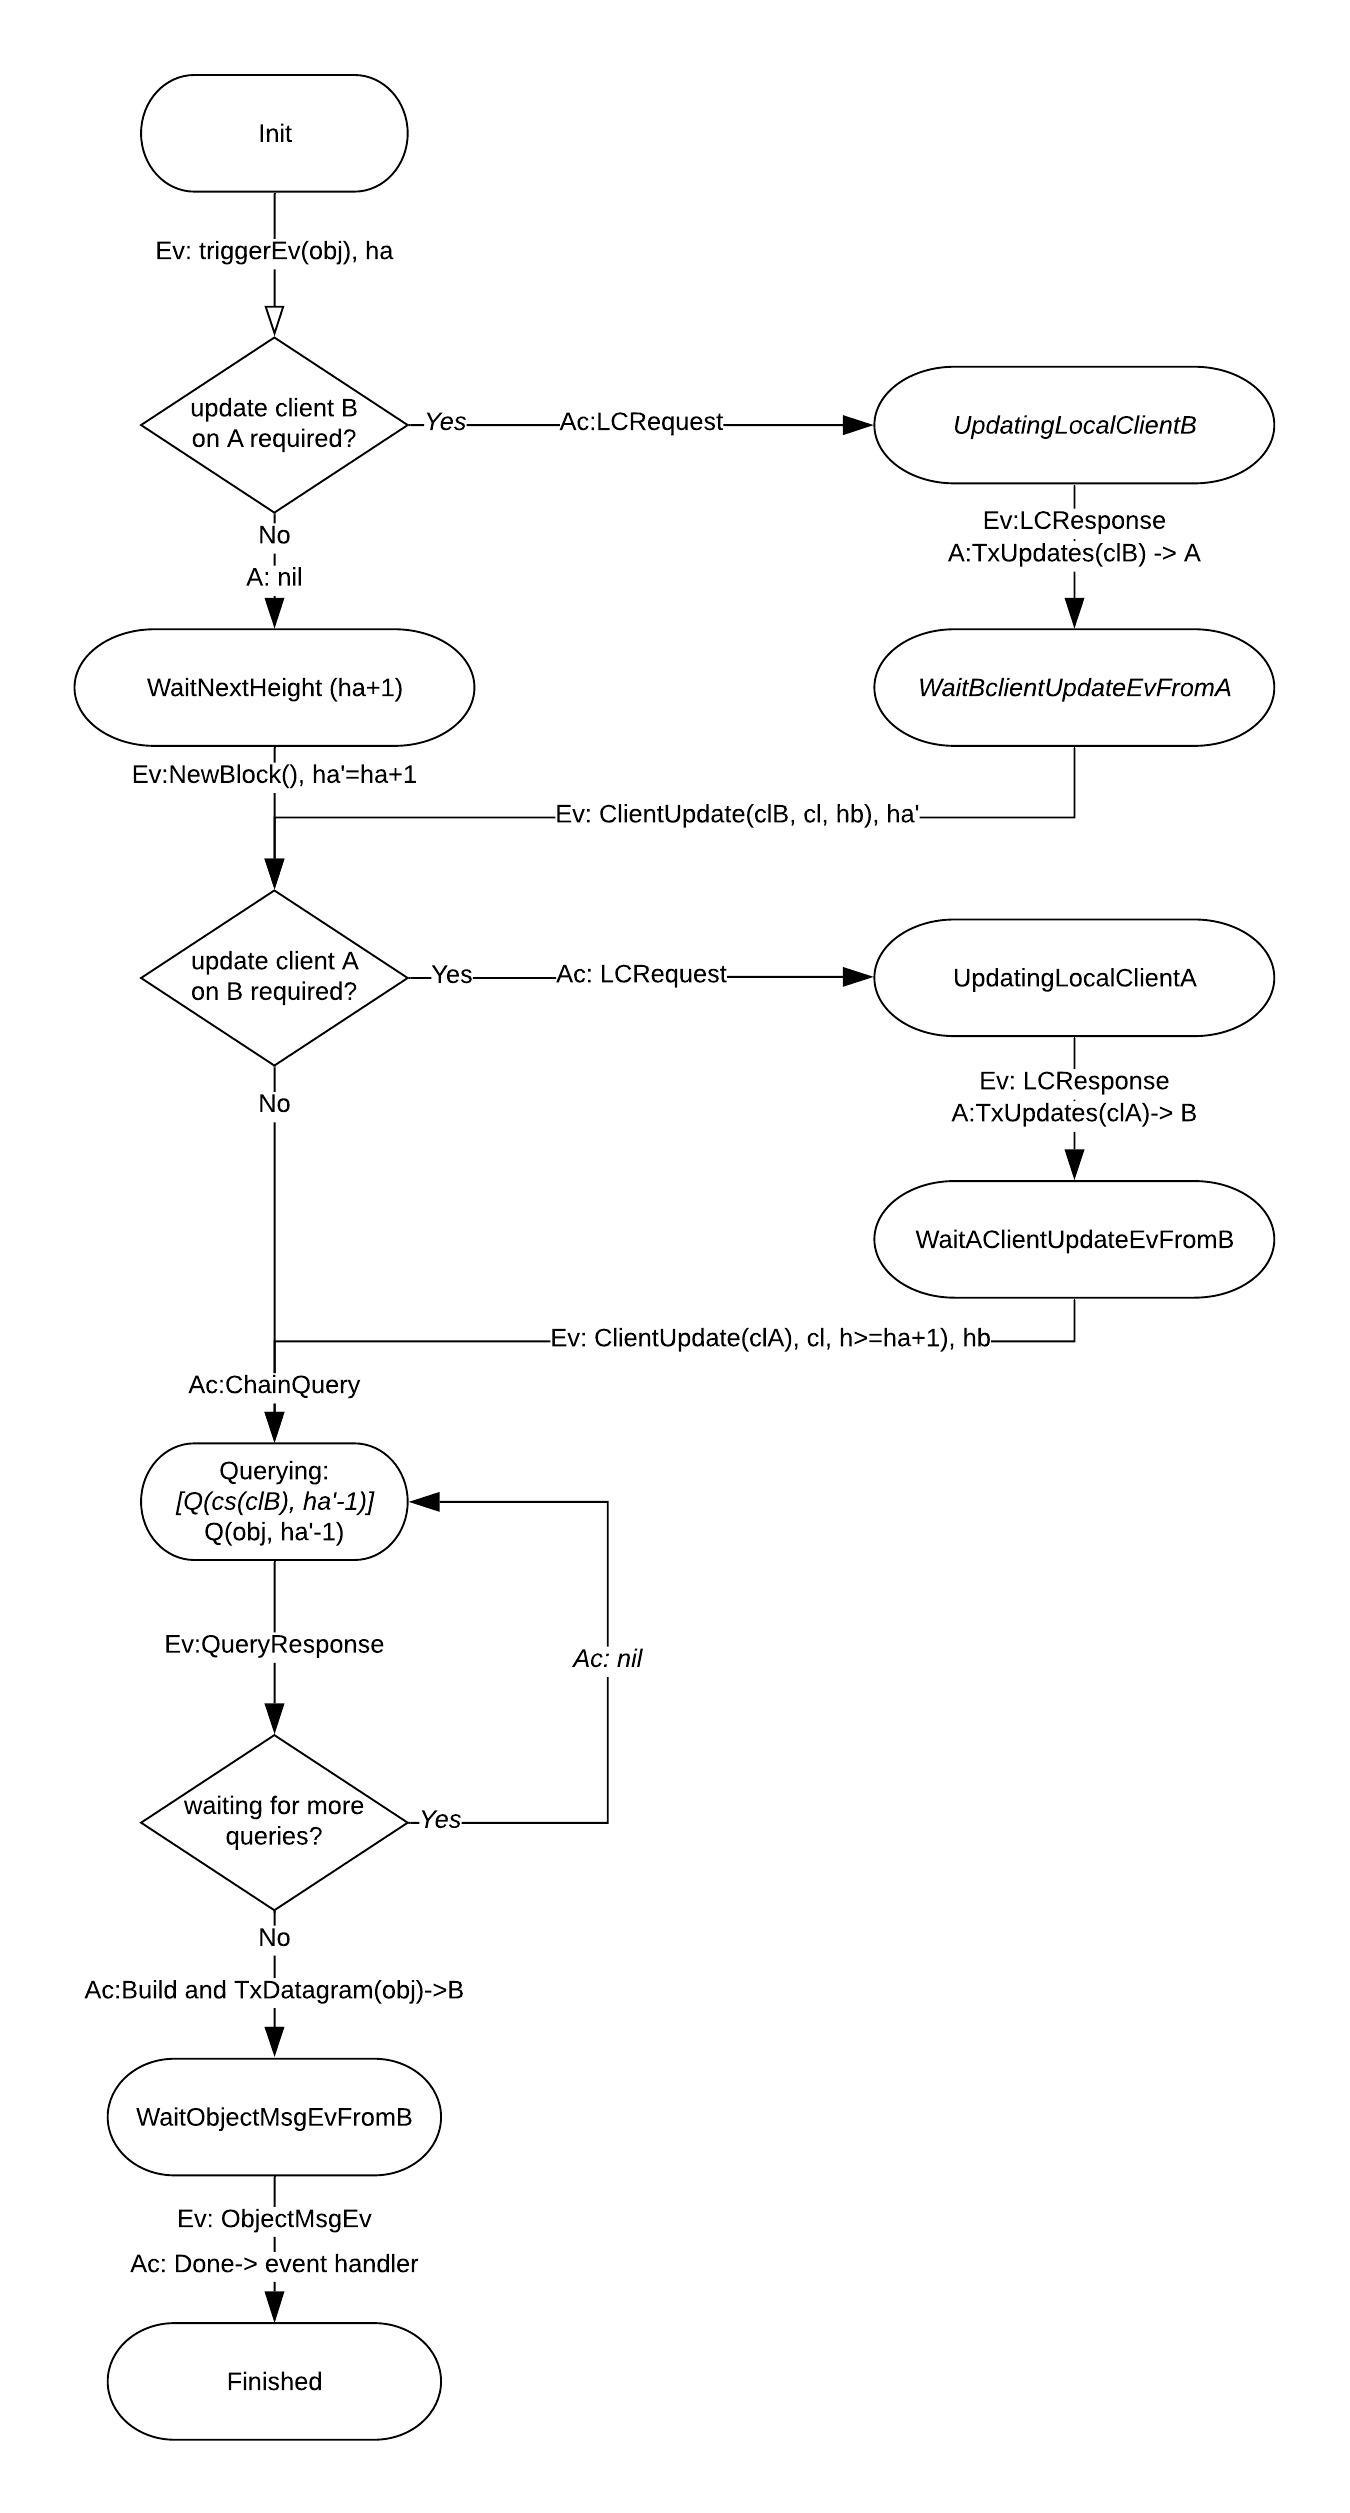 Init
Ev: triggerEv(obj), ha
update client B
on A required?
Yes
Ac:LCRequest
UpdatingLocalClientB
No
A: nil
Ev:LCResponse
A:TxUpdates(clB) -> A
WaitNextHeight (ha+1)
WaitBclientUpdateEvFromA
Ev:NewBlock(), ha'=ha+1
Ev: ClientUpdate(clB, cl, hb), ha'
update client A
on B required?
Yes
Ac: LCRequest
UpdatingLocalClientA
No
Ev: LCResponse
A:TxUpdates(clA)-> B
WaitAClientUpdateEvFromB
Ev: ClientUpdate(clA), cl, h>=ha+1), hb
Ac:ChainQuery
Querying:
[Q(cs(clB), ha'-1)]
Q(obj, ha'-1)
Ev:QueryResponse
Ac: nil
waiting for more
queries?
Yes
No
Ac:Build and TxDatagram(obj)->B
WaitObjectMsgEvFromB
Ev: ObjectMsgEv
Ac: Done-> event handler
Finished